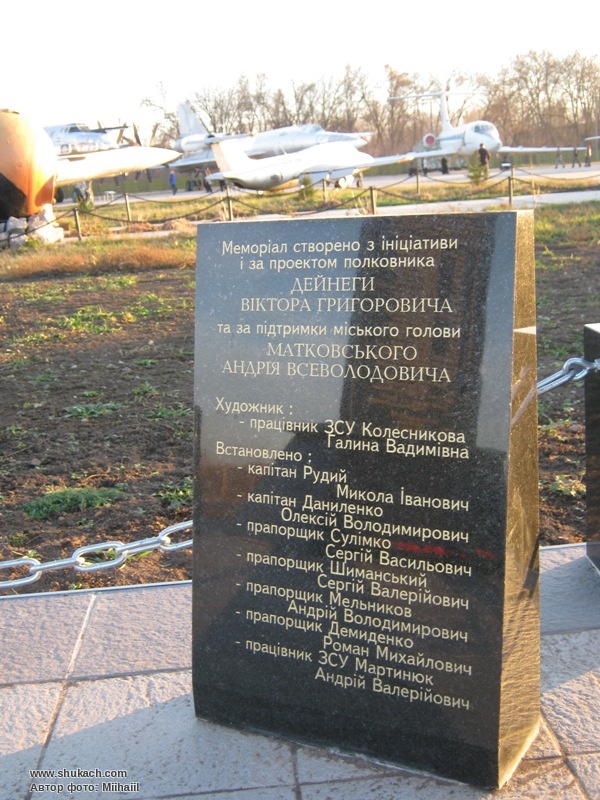 Меморіал створено з ініціативи
і за проектом полковника
ДЕЙНЕГИ
ВІКТОРА ГРИГОРОВИЧА
та за підтримки міського голови
МАТКОВСЬКОГО
АНДРІЯ ВСЕВОЛОДОВИЧА
Художник :
- працівник ЗСУ Колесникова
Галина Вадимівна
Встановлено :
- капітан Рудий
Микола Іванович
- капітан Даниленко
Олексій Володимирович
- прапорщик Сулімко
Сергій Васильович
- прапорщик Шиманський
Сергій Валерійович
- прапорщик Мельников
Андрій Володимирович
- прапорщик Демиденко
Роман Михайлович
- працівник ЗСУ Мартинюк
Андрій Валерійович
www.shukach.com
Автор фото: Miihaiil